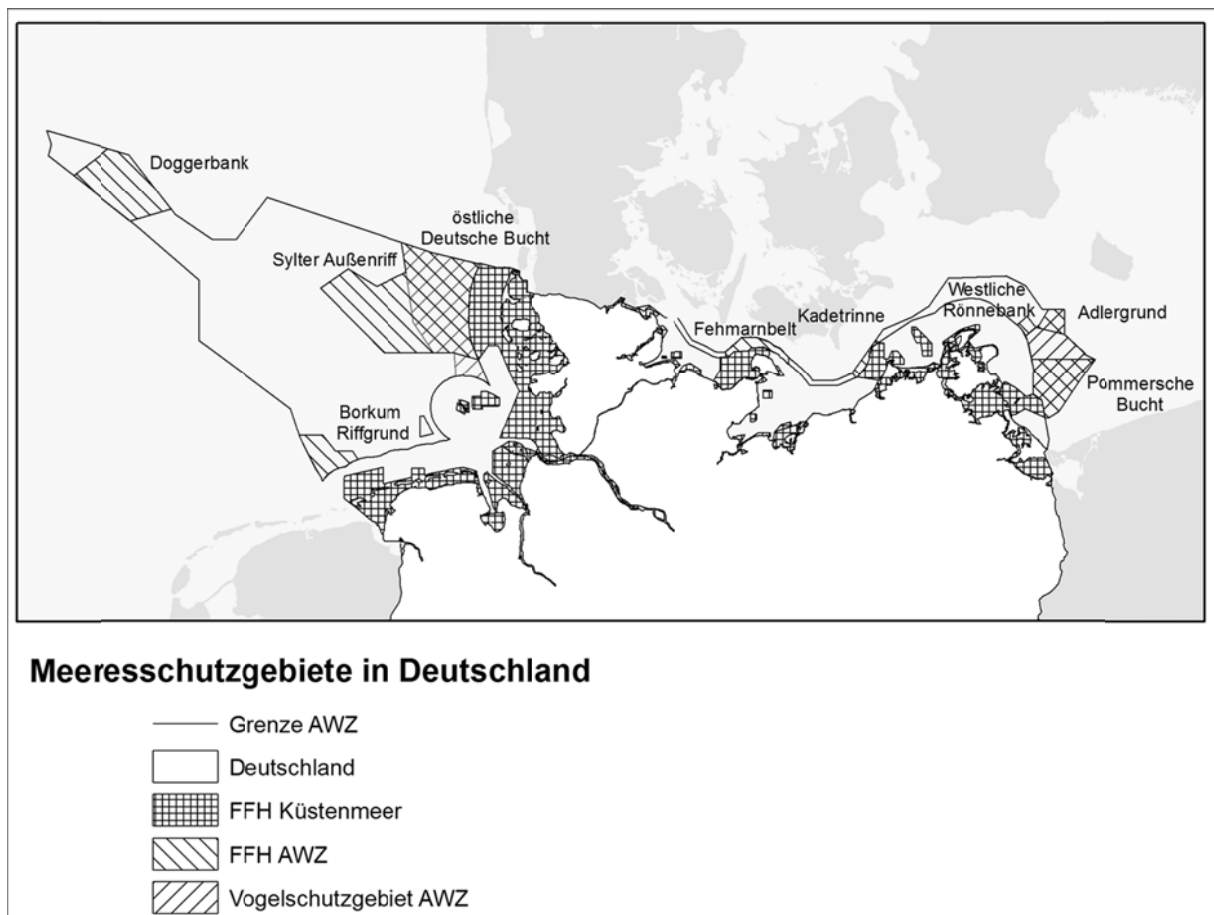 Doggerbank
östliche
Deutsche Bucht
Sylter Außenriff
Westliche
Rönnebank
Kadetrinne
Adlergrund
Fehmarnbelt
Pommersche
Bucht
Borkum
Riffgrund
Meeresschutzgebiete in Deutschland
Grenze AWZ
Deutschland
FFH Küstenmeer
FFH AWZ
Vogelschutzgebiet AWZ